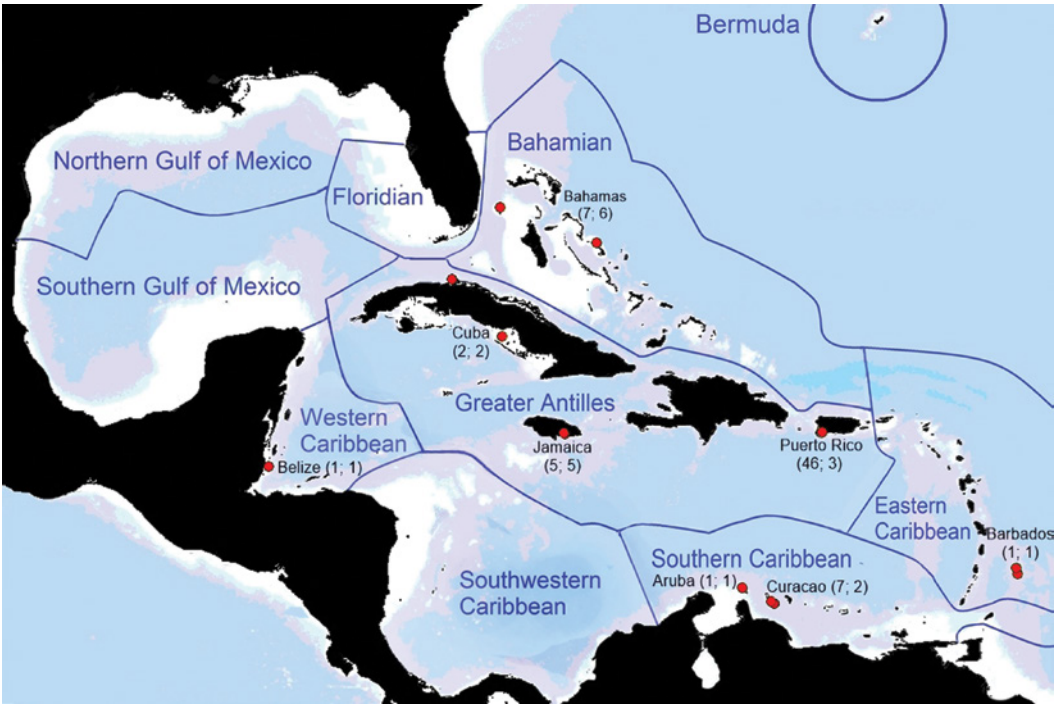 Bermuda
Northern Gulf of Mexico
Bahamian
Floridian
Bahamas
(7; 6)
Southern Gulf of Mexico
Cuba
(2; 2)
Greater Antilles
Western
Caribbean
Jamaica
(5; 5)
Puerto Rico
(46; 3)
Belize (1; 1)
Eastern
Caribbean
Barbados
(1; 1)
Southern Caribbean
Aruba (1; 1)
Curacao (7; 2)
Southwestern
Caribbean